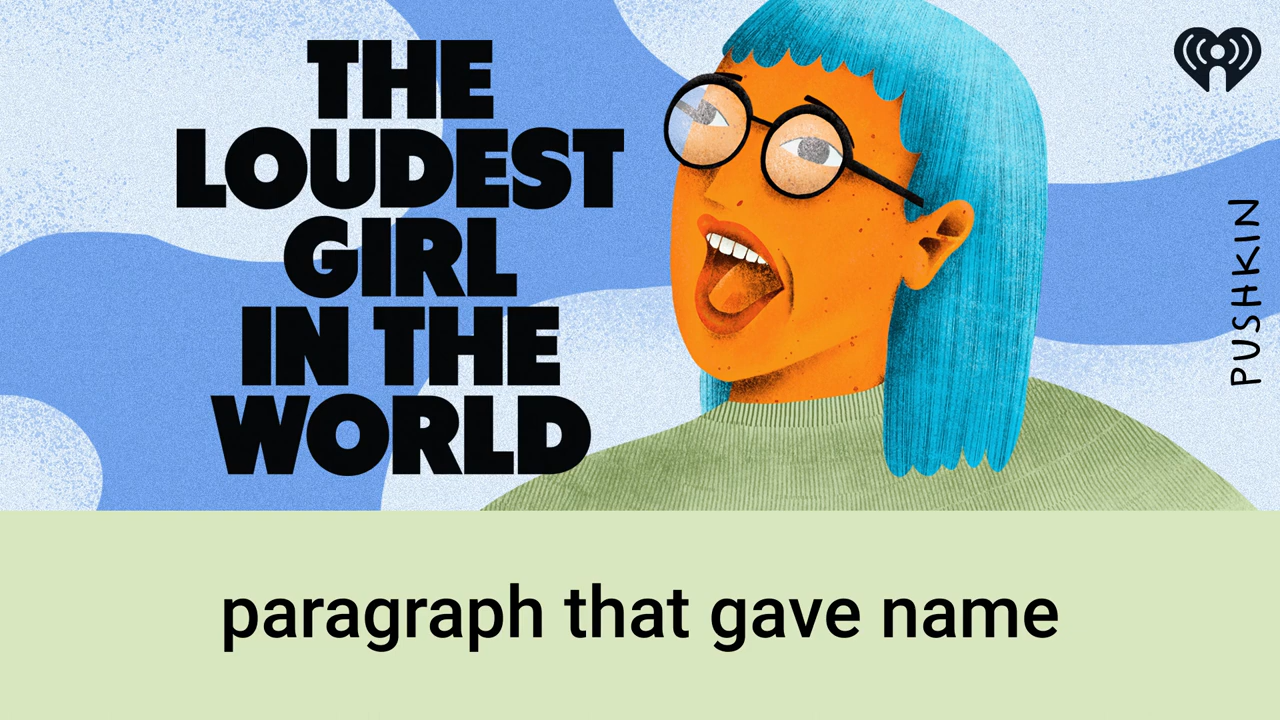 THE
LOUDEST
GIRL
IN THE
WORLD
PUSHKIN
paragraph that gave name